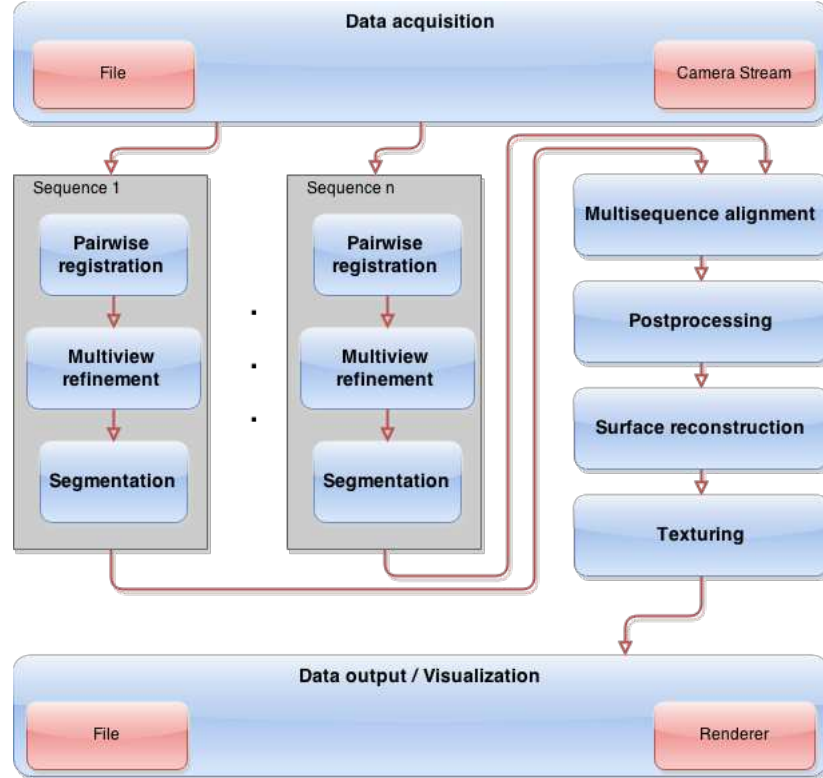 Data acquisition
File
Camera Stream
Sequence 1
Pairwise
registration
Multiview
refinement
Segmentation
Sequence n
Pairwise
registration
Multiview
refinement
Segmentation
Multisequence alignment
Postprocessing
Surface reconstruction
Texturing
Data output / Visualization
File
Renderer